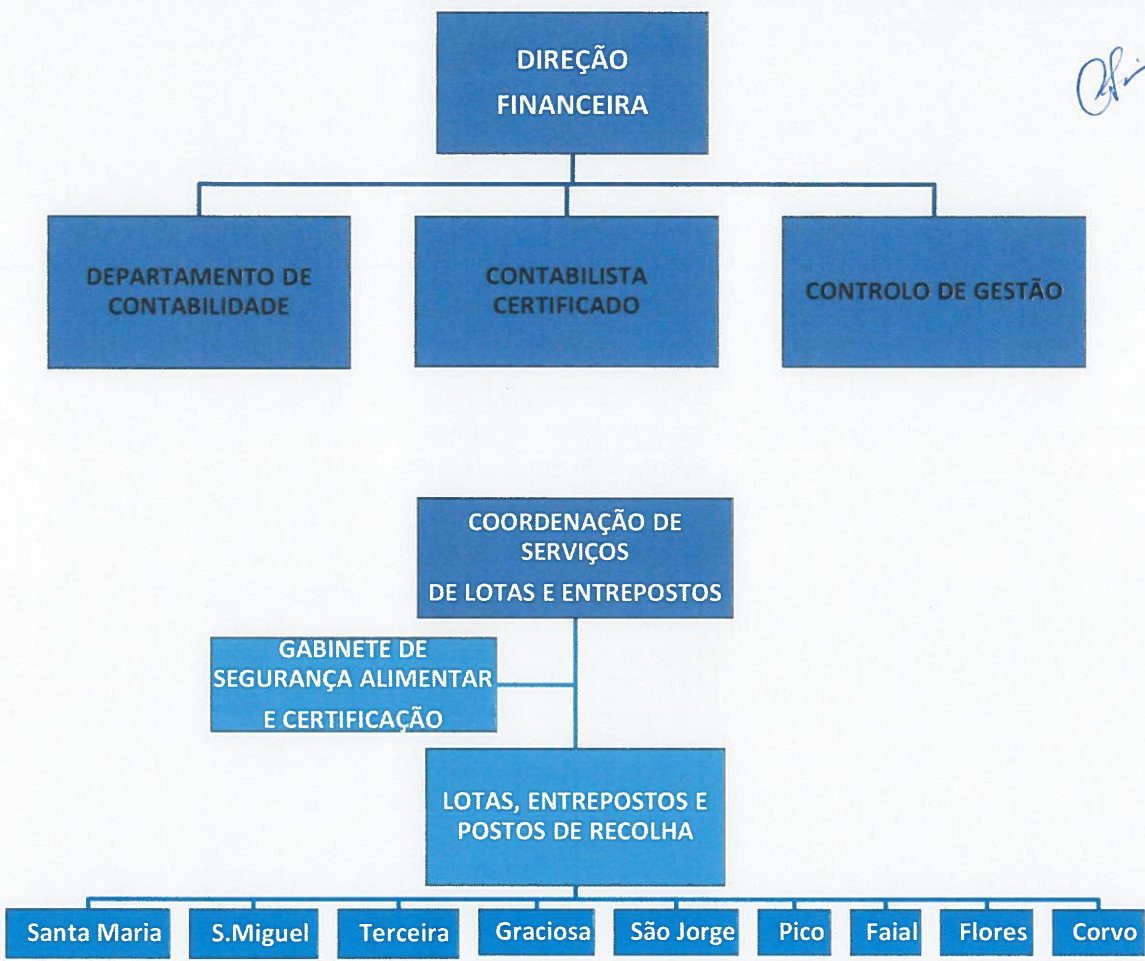 DIREÇÃO
FINANCEIRA
DEPARTAMENTO DE
CONTABILIDADE
CONTABILISTA
CERTIFICADO
CONTROLO DE GESTÃO
COORDENAÇÃO DE
SERVIÇOS
DE LOTAS E ENTREPOSTOS
GABINETE DE
SEGURANÇA ALIMENTAR
E CERTIFICAÇÃO
LOTAS, ENTREPOSTOS E
POSTOS DE RECOLHA
Santa Maria
S.Miguel
Terceira
Graciosa
São Jorge
Pico
Faial
Flores
Corvo